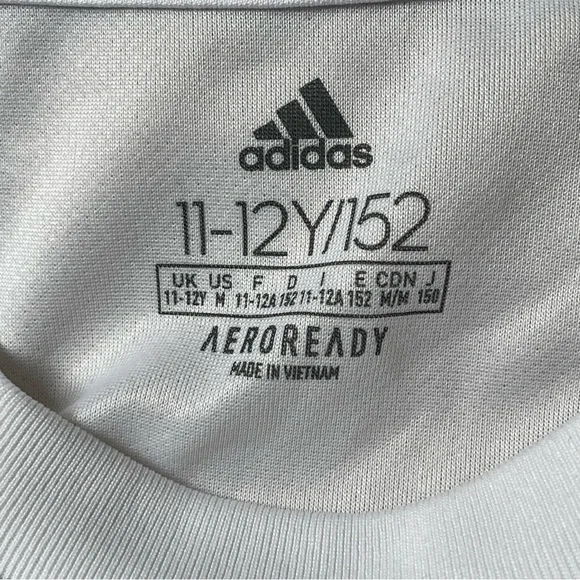 adidas
11-12Y/152
UK US F D I E CDN J
11-12Y M 11-12A 152 11-12A 152 M/M 150
AEROREADY
MADE IN VIETNAM